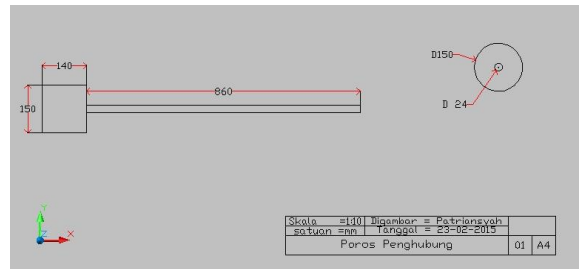 140
860
150
D150
D 24
Y
Z
X
Skala =1:10 Digambar = Patriansyah
satuan =mm Tanggal = 23-02-2015
Poros Penghubung 01 A4